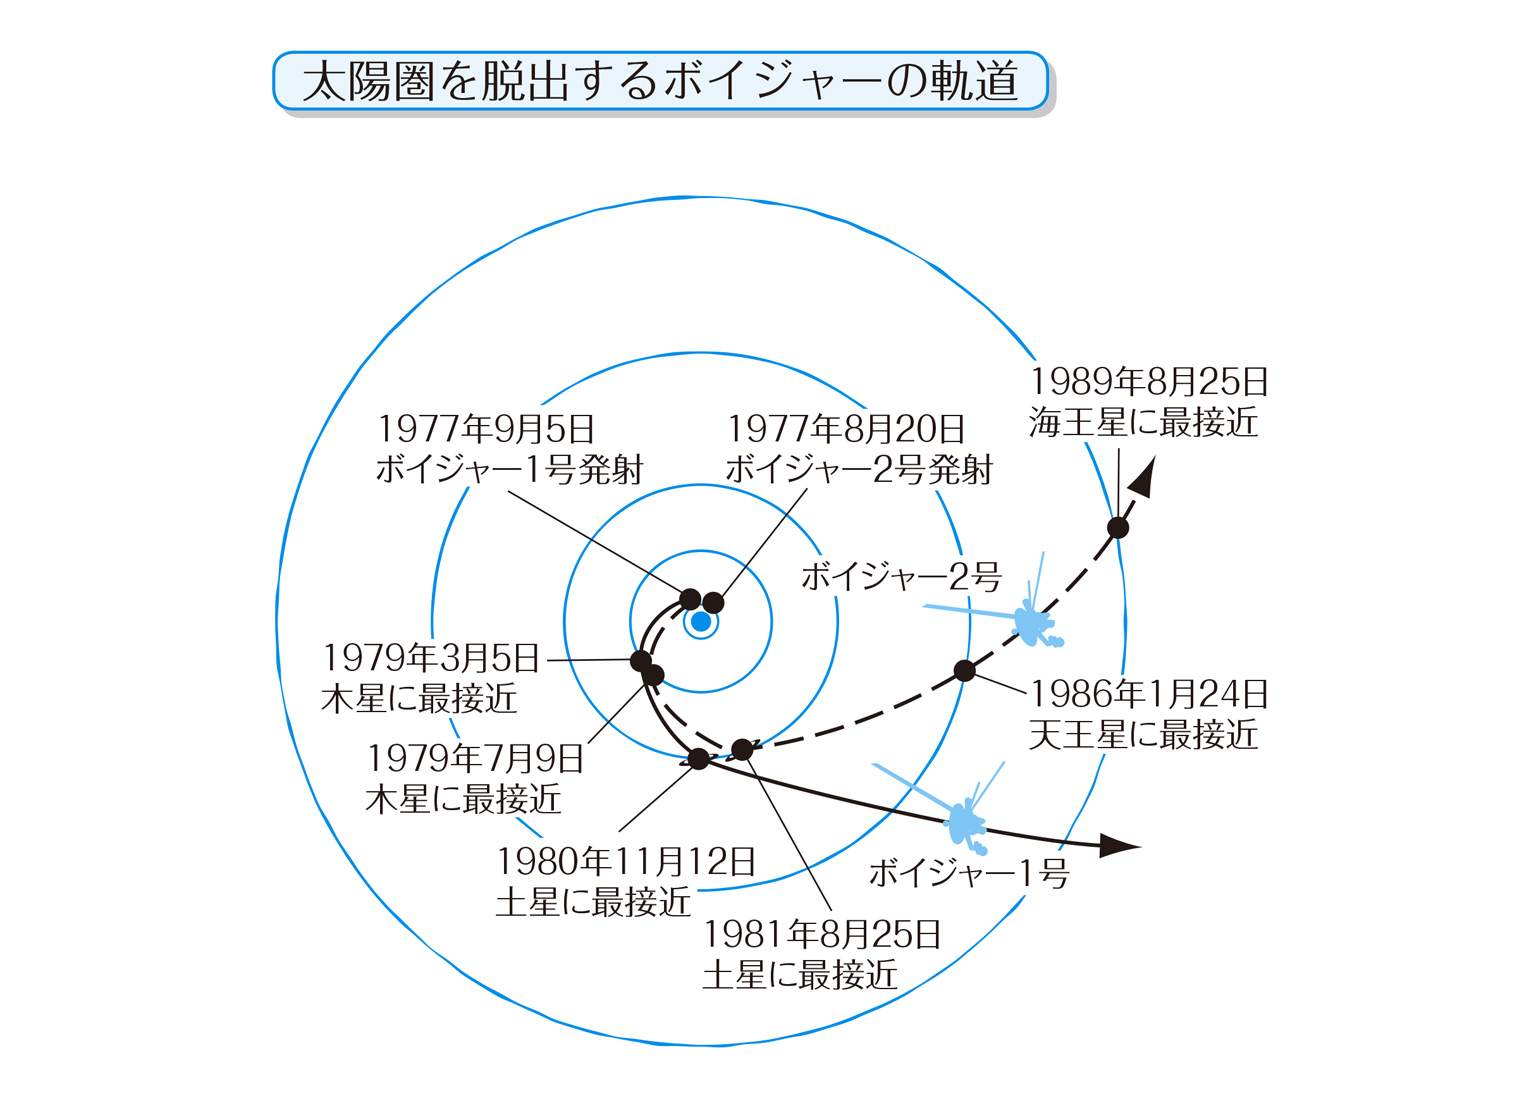 太陽圏を脱出するボイジャーの軌道
1989年8月25日
海王星に最接近
1977年9月5日
ボイジャー1号発射
1977年8月20日
ボイジャー2号発射
ボイジャー2号
1979年3月5日
木星に最接近
1986年1月24日
天王星に最接近
1979年7月9日
木星に最接近
1980年11月12日
土星に最接近
ボイジャー1号
1981年8月25日
土星に最接近